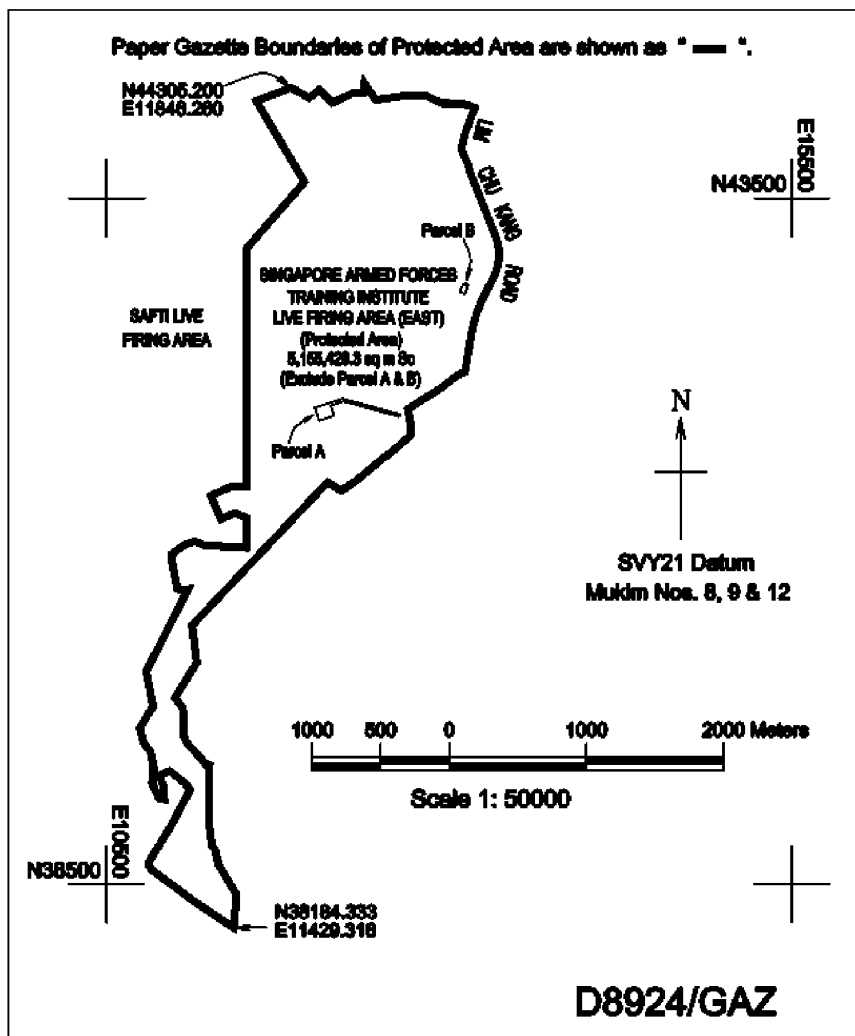 Paper Gazette Boundaries of Protected Area are shown as " ━━ ".
N44305.200
E11848.260
LIM CHU KANG ROAD
E15500
N43500
Parcel B
SINGAPORE ARMED FORCES
TRAINING INSTITUTE
LIVE FIRING AREA (EAST)
(Protected Area)
(Exclude Parcel A & B)
SAFTI LIVE
FIRING AREA
Parcel A
N
SVY21 Datum
Mukim Nos. 8, 9 & 12
1000 500 0 1000 2000 Meters
Scale 1: 50000
E10500
N38500
N38184.333
E11429.318
D8924/GAZ